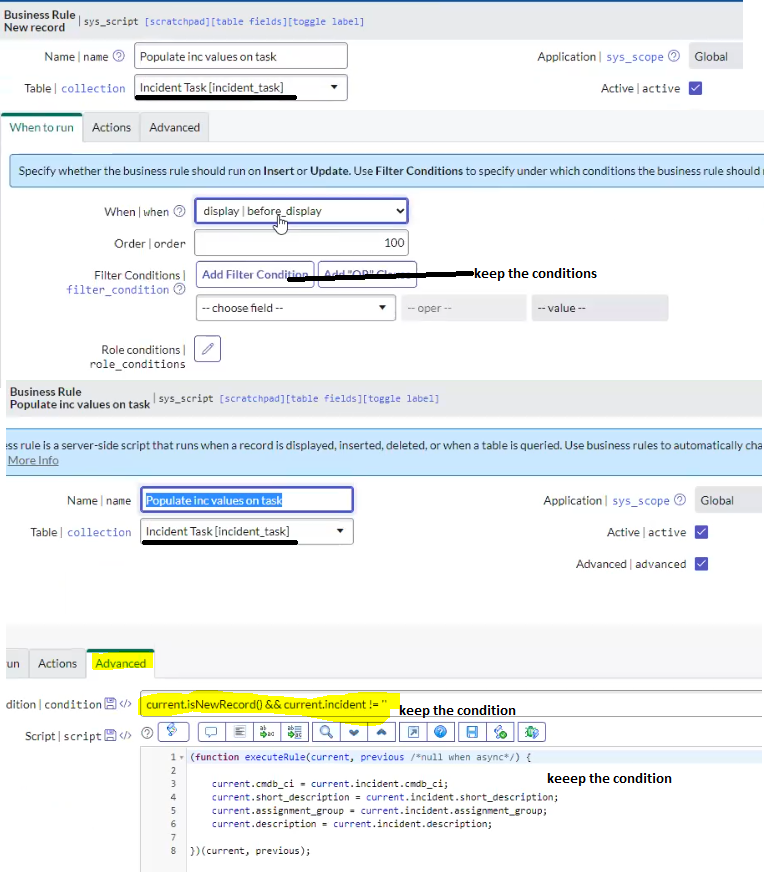 Business Rule
New record
sys_script [scratchpad][table fields][toggle label]
Name | name
Populate inc values on task
Application | sys_scope
Global
Table | collection
Incident Task [incident_task]
Active | active
When to run
Actions
Advanced
Specify whether the business rule should run on Insert or Update. Use Filter Conditions to specify under which conditions the business rule should
When | when
display | before_display
Order | order
100
Filter Conditions |
filter_condition
Add Filter Condition
Add "OR" Clause
keep the conditions
-- choose field --
-- oper --
-- value --
Role conditions |
role_conditions
Business Rule
Populate inc values on task
sys_script [scratchpad][table fields][toggle label]
ess rule is a server-side script that runs when a record is displayed, inserted, deleted, or when a table is queried. Use business rules to automatically cha
More Info
Name | name
Populate inc values on task
Application | sys_scope
Global
Table | collection
Incident Task [incident_task]
Active | active
Advanced | advanced
un
Actions
Advanced
dition | condition
current.isNewRecord() && current.incident != ''
keep the condition
Script | script
1 (function executeRule(current, previous /*null when async*/) {
2
keeep the condition
3 current.cmdb_ci = current.incident.cmdb_ci;
4 current.short_description = current.incident.short_description;
5 current.assignment_group = current.incident.assignment_group;
6 current.description = current.incident.description;
7
8 })(current, previous);